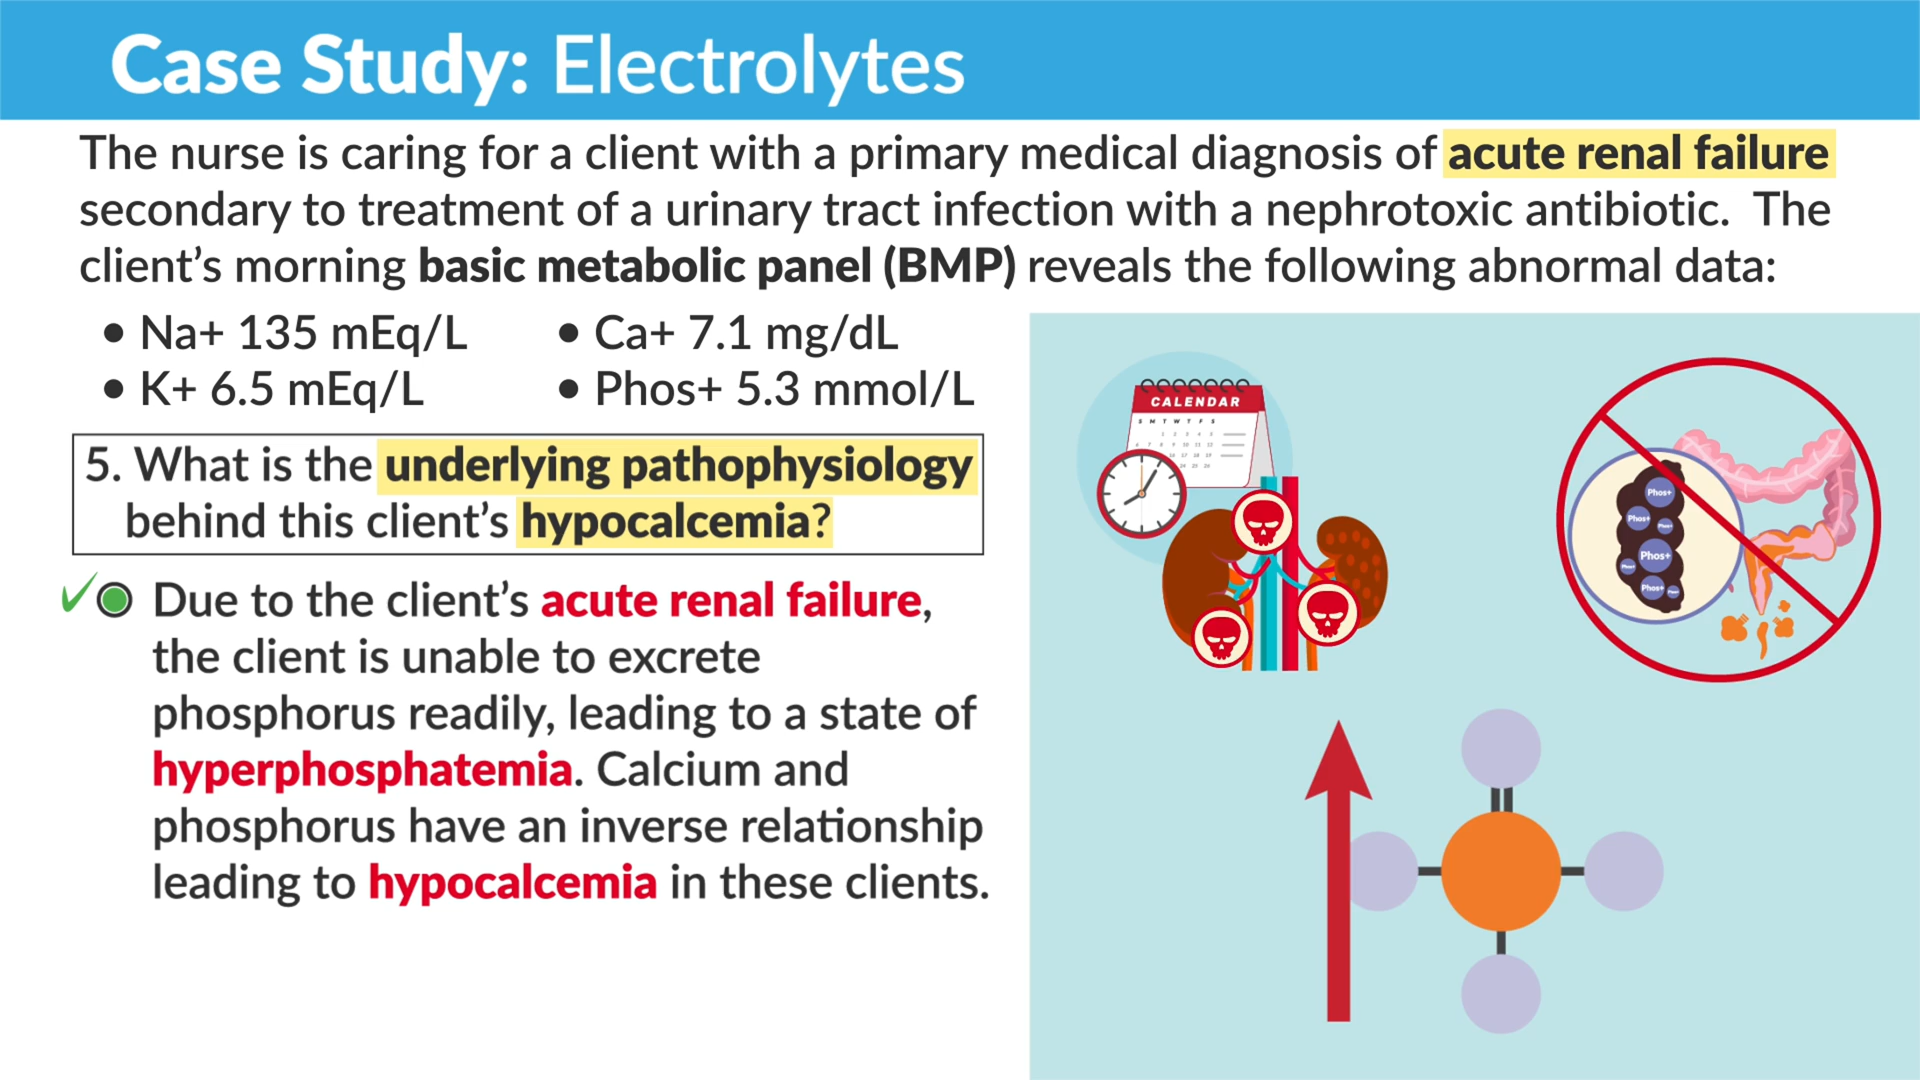 Case Study: Electrolytes
The nurse is caring for a client with a primary medical diagnosis of acute renal failure
secondary to treatment of a urinary tract infection with a nephrotoxic antibiotic. The
client's morning basic metabolic panel (BMP) reveals the following abnormal data:
• Na+ 135 mEq/L
• K+ 6.5 mEq/L
• Ca+ 7.1 mg/dL
• Phos+ 5.3 mmol/L
5. What is the underlying pathophysiology
behind this client's hypocalcemia?
Due to the client's acute renal failure,
the client is unable to excrete
phosphorus readily, leading to a state of
hyperphosphatemia. Calcium and
phosphorus have an inverse relationship
leading to hypocalcemia in these clients.
CALENDAR
S M T W T F S
Phos+
Phos+
Phos+
Phos+